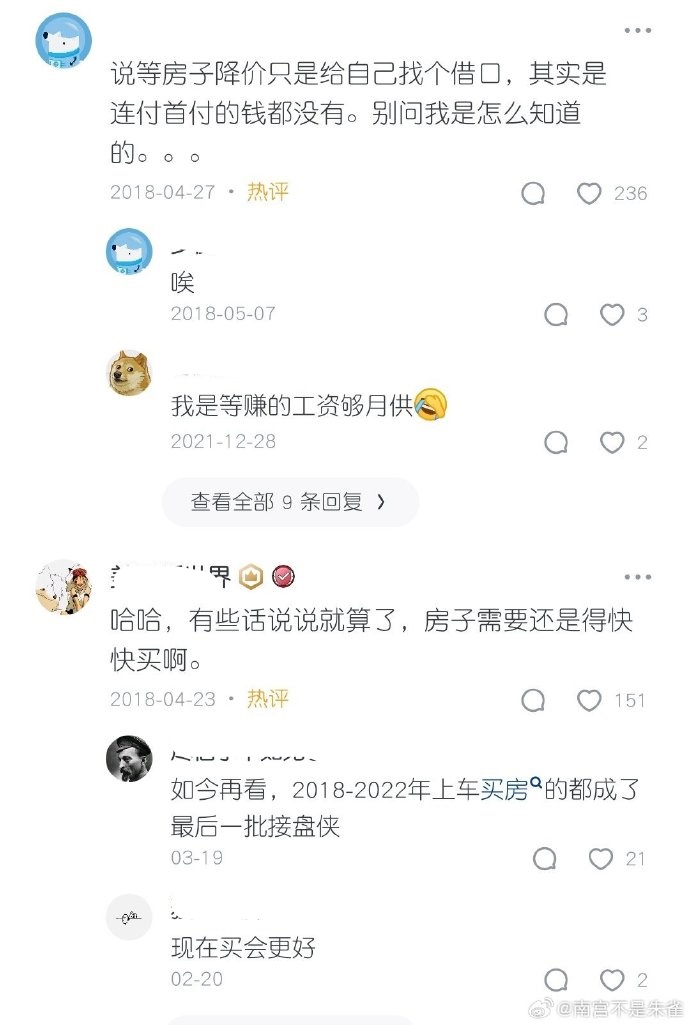 说等房子降价只是给自己找个借口，其实是
连付首付的钱都没有。别问我是怎么知道
的。。。
2018-04-27 · 热评
236
唉
2018-05-07
3
我是等赚的工资够月供
2021-12-28
2
查看全部 9 条回复
界
哈哈，有些话说说就算了，房子需要还是得快
快买啊。
2018-04-23 · 热评
151
如今再看，2018-2022年上车买房的都成了
最后一批接盘侠
03-19
21
现在买会更好
02-20
2
@南宫不是朱雀